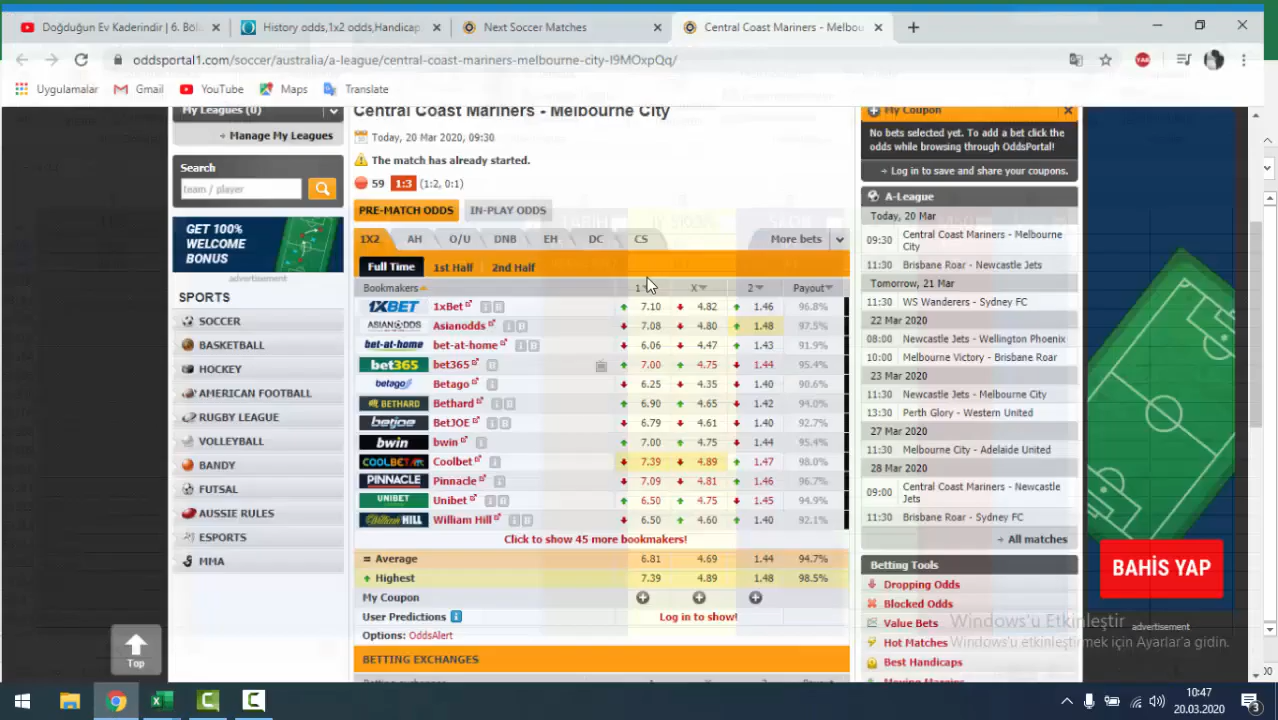 Doğduğun Ev Kaderindir | 6. Böl
History odds,1x2 odds,Handicap
Next Soccer Matches
Central Coast Mariners - Melbou
oddsportal1.com/soccer/australia/a-league/central-coast-mariners-melbourne-city-I9MOxpQq/
Uygulamalar
Gmail
YouTube
Maps
Translate
My Leagues (0)
Manage My Leagues
Search
team / player
GET 100%
WELCOME
BONUS
advertisement
SPORTS
SOCCER
BASKETBALL
HOCKEY
AMERICAN FOOTBALL
RUGBY LEAGUE
VOLLEYBALL
BANDY
FUTSAL
AUSSIE RULES
ESPORTS
MMA
Top
Central Coast Mariners - Melbourne City
Today, 20 Mar 2020, 09:30
The match has already started.
59 1:3 (1:2, 0:1)
PRE-MATCH ODDS IN-PLAY ODDS
1X2 AH O/U DNB EH DC CS More bets
Full Time 1st Half 2nd Half
Bookmakers 1 X 2 Payout
1XBET 1xBet 7.10 4.82 1.46 96.8%
ASIANODDS Asianodds 7.08 4.80 1.48 97.5%
bet-at-home bet-at-home 6.06 4.47 1.43 91.9%
bet365 bet365 7.00 4.75 1.44 95.4%
betago Betago 6.25 4.35 1.40 90.6%
BETHARD Bethard 6.90 4.65 1.42 94.0%
betjoe BetJOE 6.79 4.61 1.40 92.7%
bwin bwin 7.00 4.75 1.44 95.4%
COOLBET Coolbet 7.39 4.89 1.47 98.0%
PINNACLE Pinnacle 7.09 4.81 1.46 96.7%
UNIBET Unibet 6.50 4.75 1.45 94.9%
William HILL William Hill 6.50 4.60 1.40 92.1%
Click to show 45 more bookmakers!
Average 6.81 4.69 1.44 94.7%
Highest 7.39 4.89 1.48 98.5%
My Coupon
User Predictions Log in to show!
Options: OddsAlert
BETTING EXCHANGES
My Coupon
No bets selected yet. To add a bet click the
odds while browsing through OddsPortal!
Log in to save and share your coupons.
A-League
Today, 20 Mar
09:30 Central Coast Mariners - Melbourne
City
11:30 Brisbane Roar - Newcastle Jets
Tomorrow, 21 Mar
11:30 WS Wanderers - Sydney FC
22 Mar 2020
08:00 Newcastle Jets - Wellington Phoenix
10:00 Melbourne Victory - Brisbane Roar
23 Mar 2020
11:30 Newcastle Jets - Melbourne City
13:30 Perth Glory - Western United
27 Mar 2020
11:30 Melbourne City - Adelaide United
28 Mar 2020
09:00 Central Coast Mariners - Newcastle
Jets
11:30 Brisbane Roar - Sydney FC
All matches
Betting Tools
Dropping Odds
Blocked Odds
Value Bets
Hot Matches
Best Handicaps
Moving Margins
BAHİS YAP
advertisement
Windows'u Etkinleştir
Windows'u etkinleştirmek için Ayarlar'a gidin.
10:47
20.03.2020
3